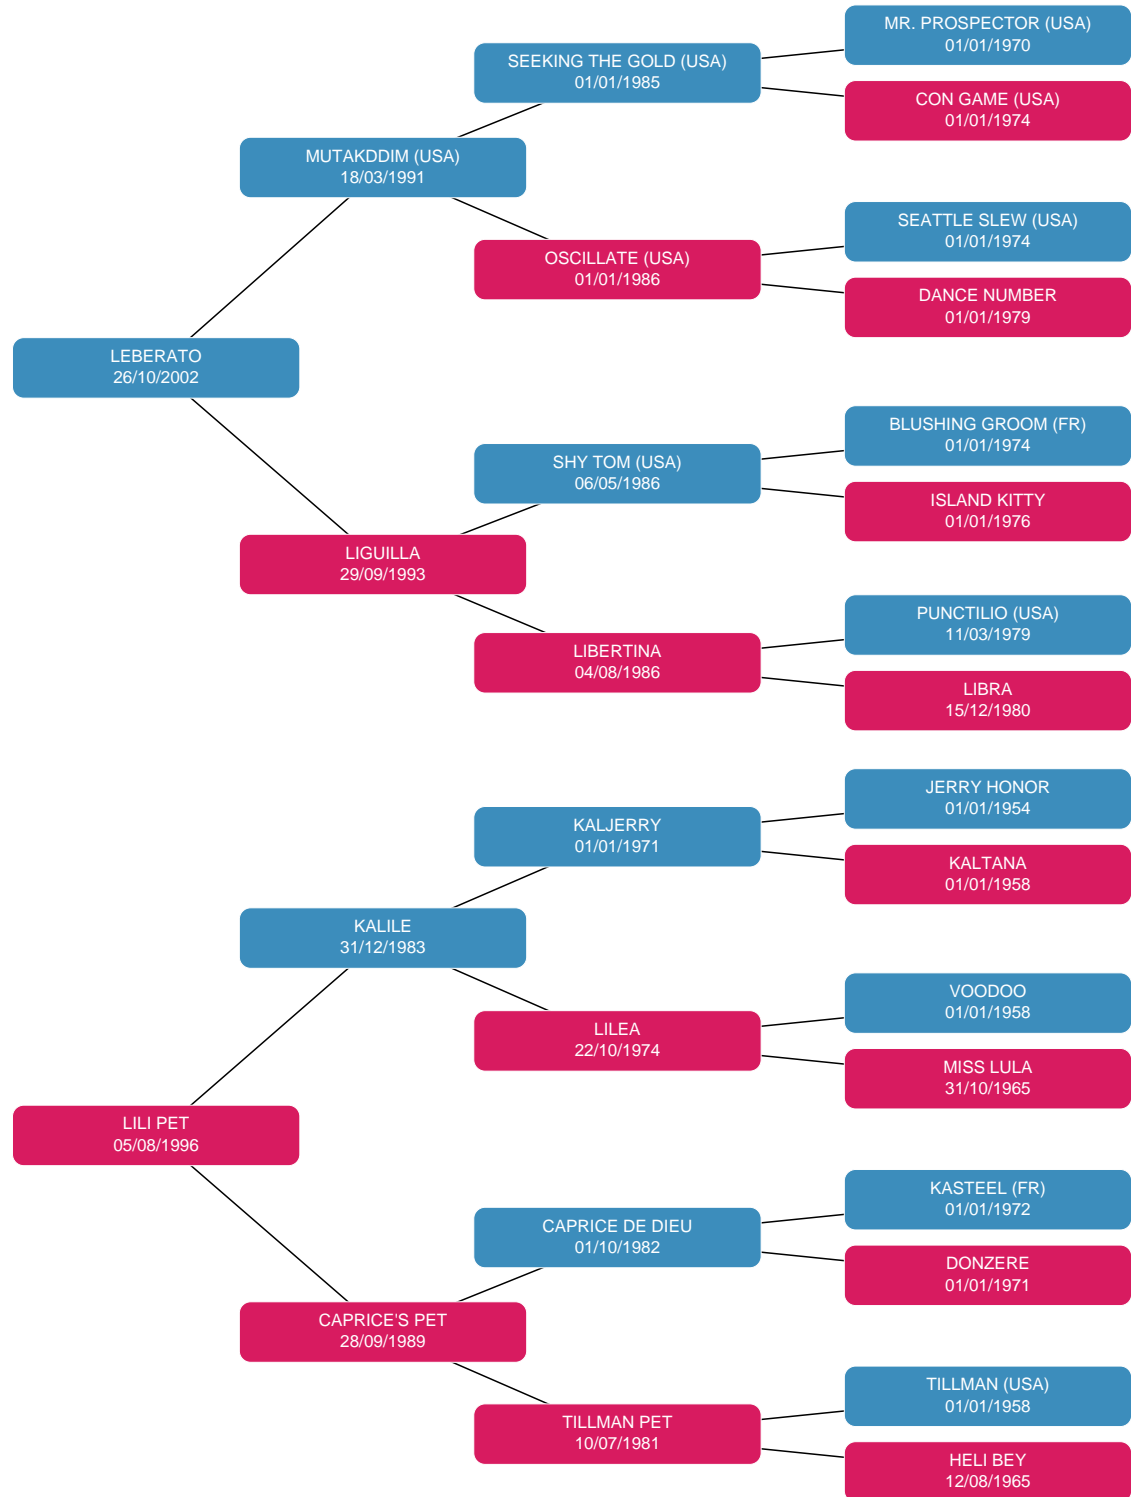 MR. PROSPECTOR (USA)
01/01/1970
SEEKING THE GOLD (USA)
01/01/1985
CON GAME (USA)
01/01/1974
MUTAKDDIM (USA)
18/03/1991
SEATTLE SLEW (USA)
01/01/1974
OSCILLATE (USA)
01/01/1986
DANCE NUMBER
01/01/1979
LEBERATO
26/10/2002
BLUSHING GROOM (FR)
01/01/1974
SHY TOM (USA)
06/05/1986
ISLAND KITTY
01/01/1976
LIGUILLA
29/09/1993
PUNCTILIO (USA)
11/03/1979
LIBERTINA
04/08/1986
LIBRA
15/12/1980
JERRY HONOR
01/01/1954
KALJERRY
01/01/1971
KALTANA
01/01/1958
KALILE
31/12/1983
VOODOO
01/01/1958
LILEA
22/10/1974
MISS LULA
31/10/1965
LILI PET
05/08/1996
KASTEEL (FR)
01/01/1972
CAPRICE DE DIEU
01/10/1982
DONZERE
01/01/1971
CAPRICE'S PET
28/09/1989
TILLMAN (USA)
01/01/1958
TILLMAN PET
10/07/1981
HELI BEY
12/08/1965